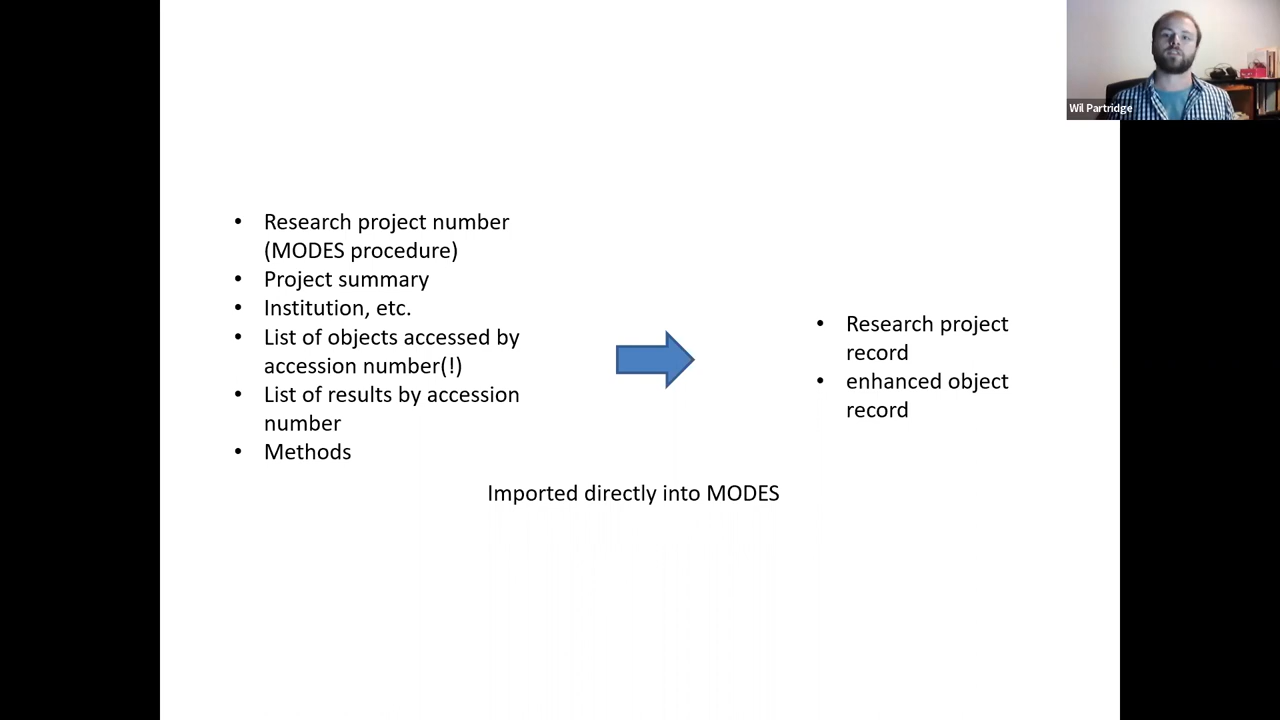 Wil Partridge
• Research project number
(MODES procedure)
• Project summary
• Institution, etc.
• List of objects accessed by
accession number(!)
• List of results by accession
number
• Methods
• Research project
record
• enhanced object
record
Imported directly into MODES